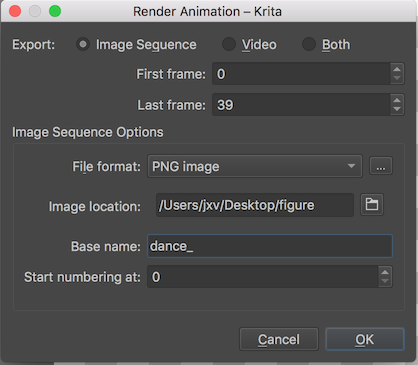 Render Animation – Krita
Export: Image Sequence Video Both
First frame: 0
Last frame: 39
Image Sequence Options
File format: PNG image ...
Image location: /Users/jxv/Desktop/figure
Base name: dance_
Start numbering at: 0
Cancel OK